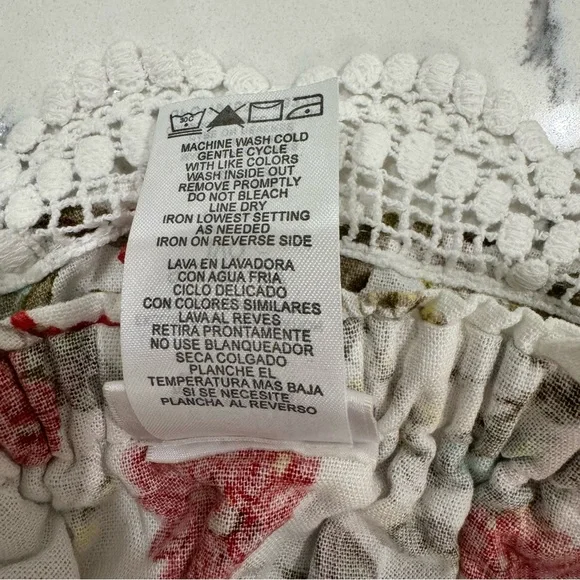 MACHINE WASH COLD
GENTLE CYCLE
WITH LIKE COLORS
WASH INSIDE OUT
REMOVE PROMPTLY
DO NOT BLEACH
LINE DRY
IRON LOWEST SETTING
AS NEEDED
IRON ON REVERSE SIDE
LAVA EN LAVADORA
CON AGUA FRIA
CICLO DELICADO
CON COLORES SIMILARES
LAVA AL REVES
RETIRA PRONTAMENTE
NO USE BLANQUEADOR
SECA COLGADO
PLANCHE EL
TEMPERATURA MAS BAJA
SI SE NECESITE
PLANCHA AL REVERSO